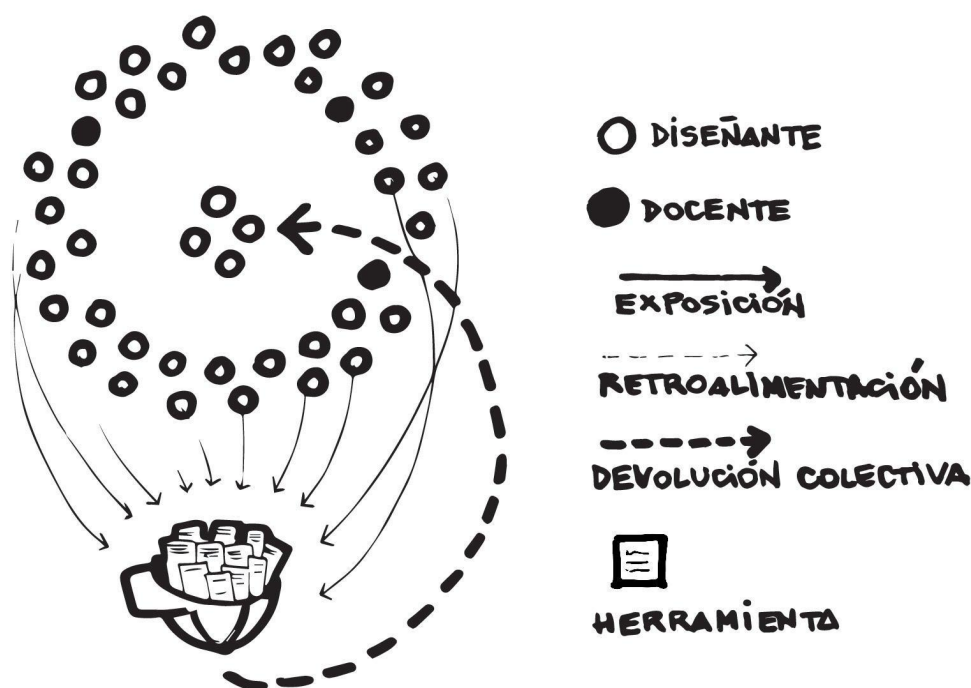 DiSEÑANTE
DOCENTE
EXPOSiCiÓN
RETROALIMENTACIÓN
DEVOLUCiÓN COLECTiVA
HERRAMiENTA